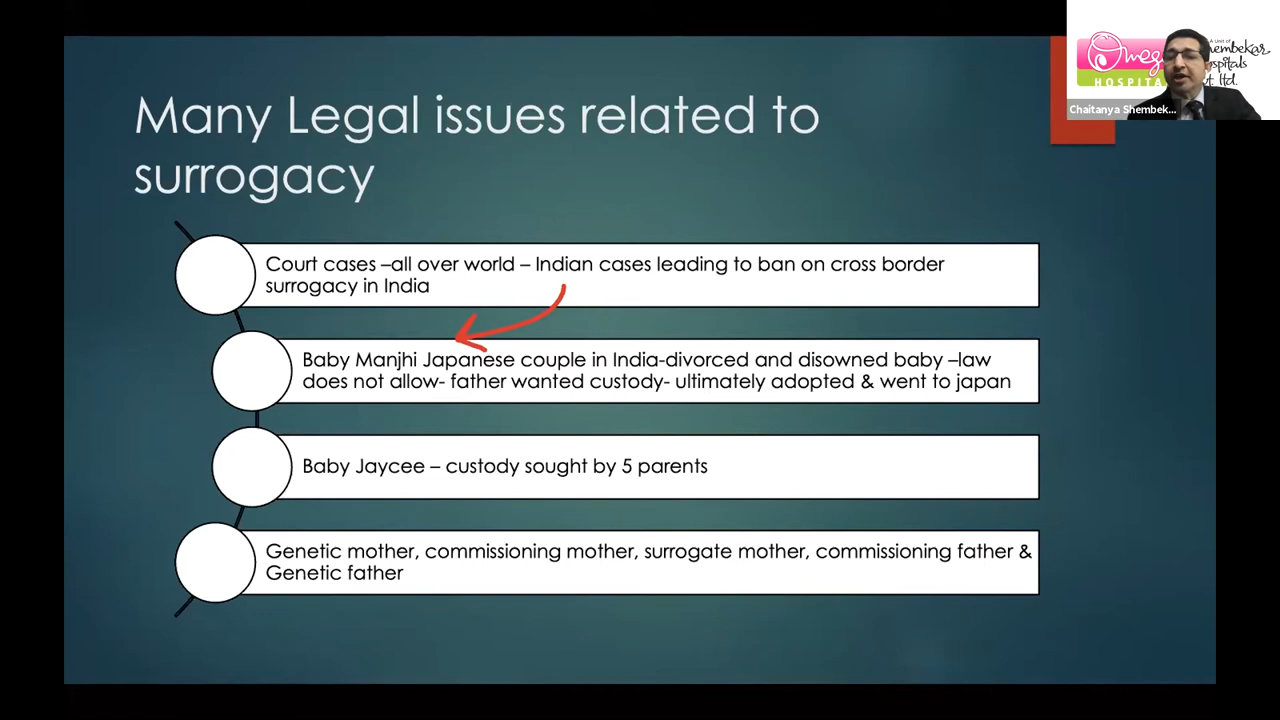 Many Legal issues related to
surrogacy
Court cases –all over world – Indian cases leading to ban on cross border
surrogacy in India
Baby Manjhi Japanese couple in India-divorced and disowned baby –law
does not allow- father wanted custody- ultimately adopted & went to japan
Baby Jaycee – custody sought by 5 parents
Genetic mother, commissioning mother, surrogate mother, commissioning father &
Genetic father
A Unit of
HOSPITA
Chaitanya Shembek...